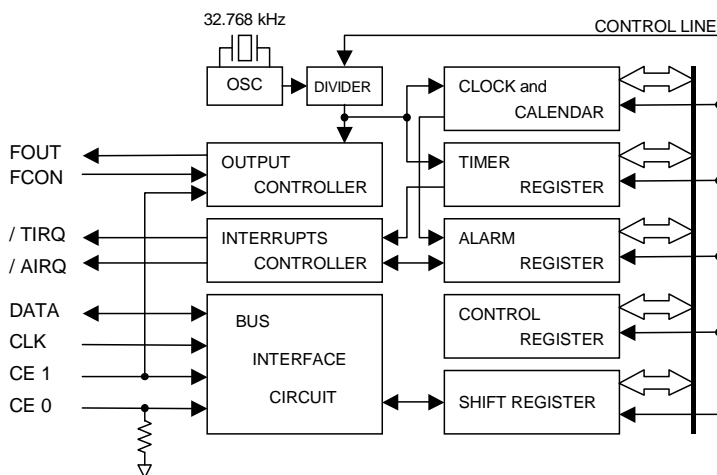 32.768 kHz
CONTROL LINE
OSC
DIVIDER
CLOCK and
CALENDAR
FOUT
FCON
OUTPUT
CONTROLLER
TIMER
REGISTER
/ TIRQ
/ AIRQ
INTERRUPTS
CONTROLLER
ALARM
REGISTER
DATA
CLK
CE 1
CE 0
BUS
INTERFACE
CIRCUIT
CONTROL
REGISTER
SHIFT REGISTER